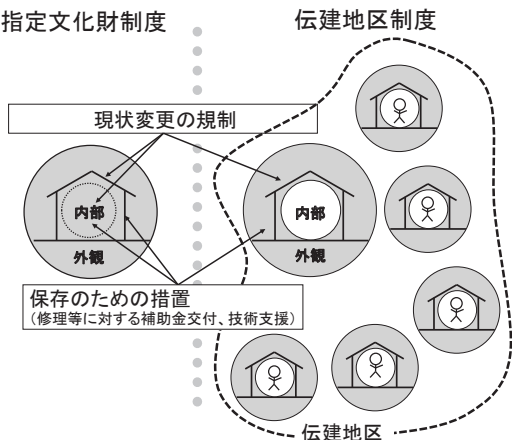 指定文化財制度
伝建地区制度
現状変更の規制
内部
外観
内部
外観
保存のための措置
(修理等に対する補助金交付、技術支援)
伝建地区